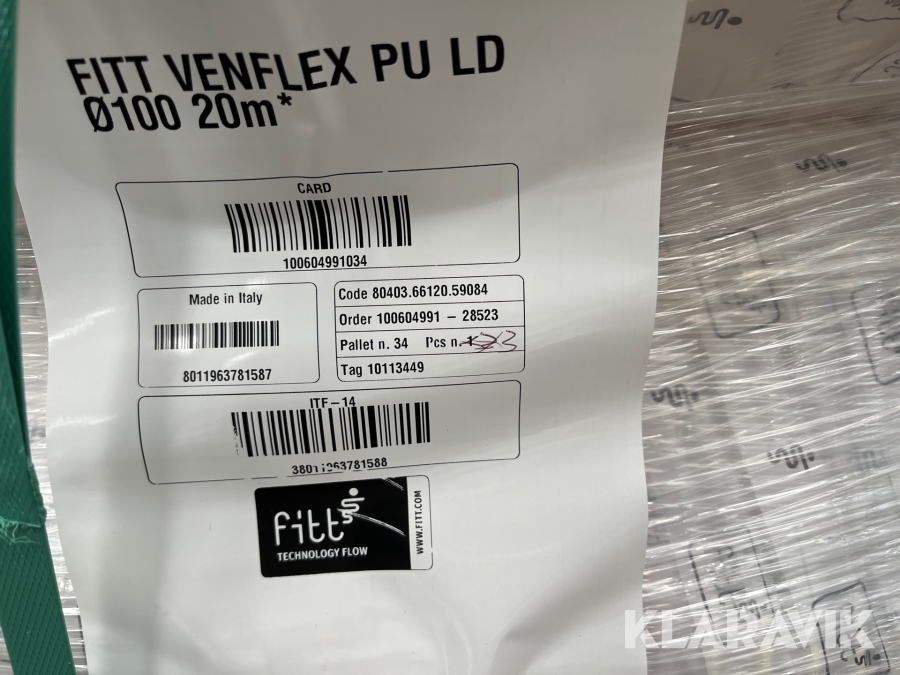 FITT VENFLEX PU LD
Ø100 20m*
CARD
100604991034
Made in Italy
8011963781587
Code 80403.66120.59084
Order 100604991 - 28523
Pallet n. 34 Pcs n.
Tag 10113449
ITF-14
38011963781588
fitt
TECHNOLOGY FLOW
WWW.FITT.COM
KLARAVIK